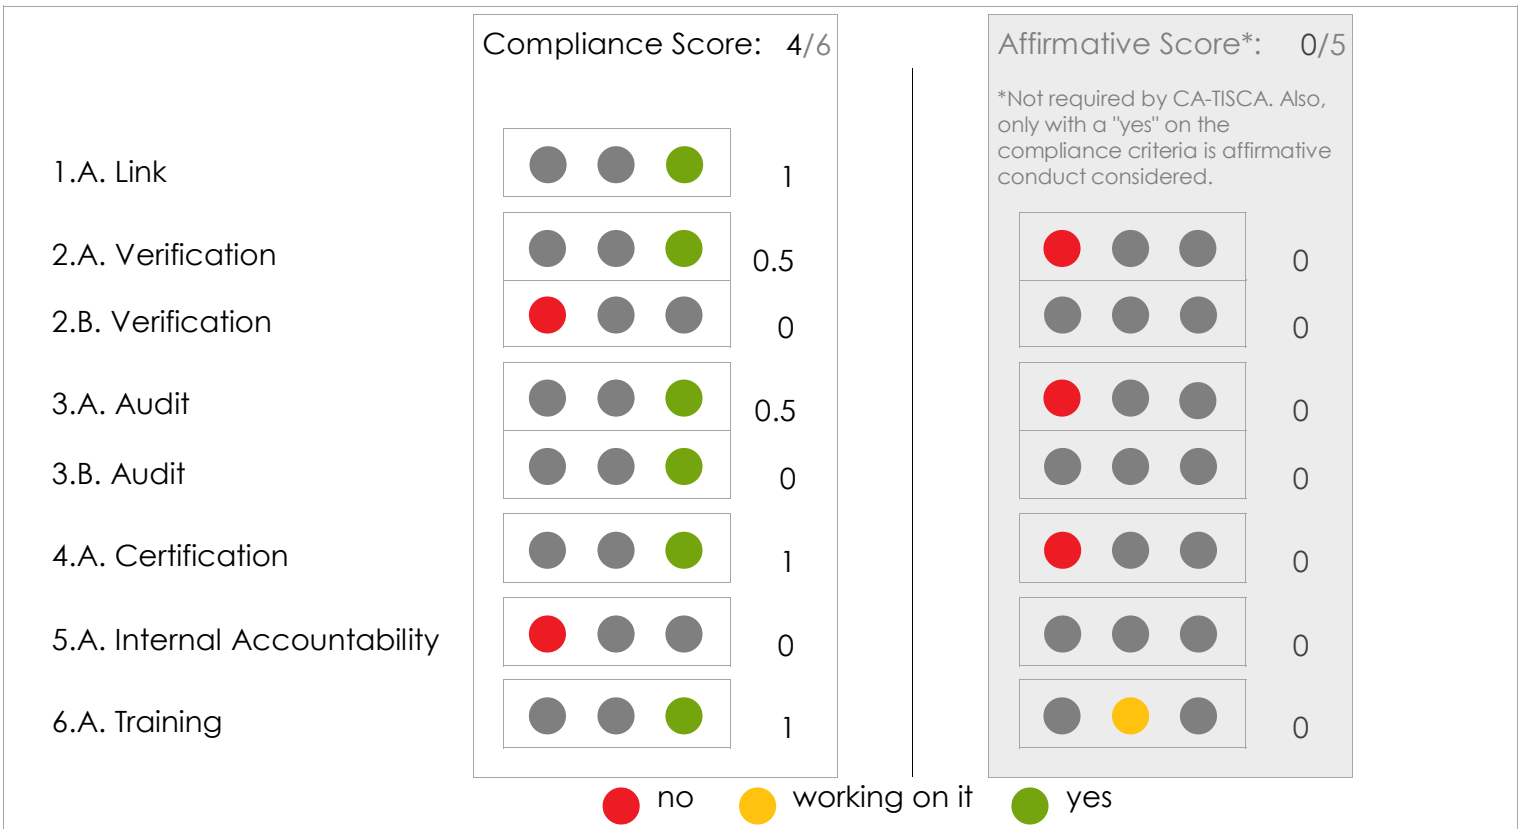 Compliance Score: 4/6
Affirmative Score*: 0/5
*Not required by CA-TISCA. Also,
only with a "yes" on the
compliance criteria is affirmative
conduct considered.
1.A. Link 1
2.A. Verification 0.5 0
2.B. Verification 0 0
3.A. Audit 0.5 0
3.B. Audit 0 0
4.A. Certification 1 0
5.A. Internal Accountability 0 0
6.A. Training 1 0
no working on it yes